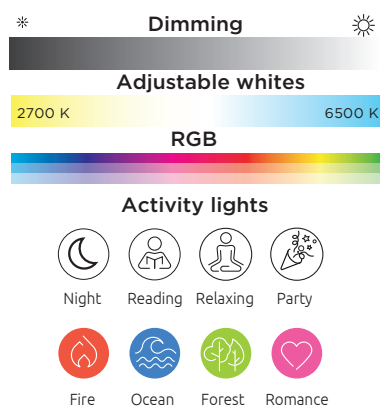 Dimming
Adjustable whites
2700 K 6500 K
RGB
Activity lights
Night Reading Relaxing Party
Fire Ocean Forest Romance